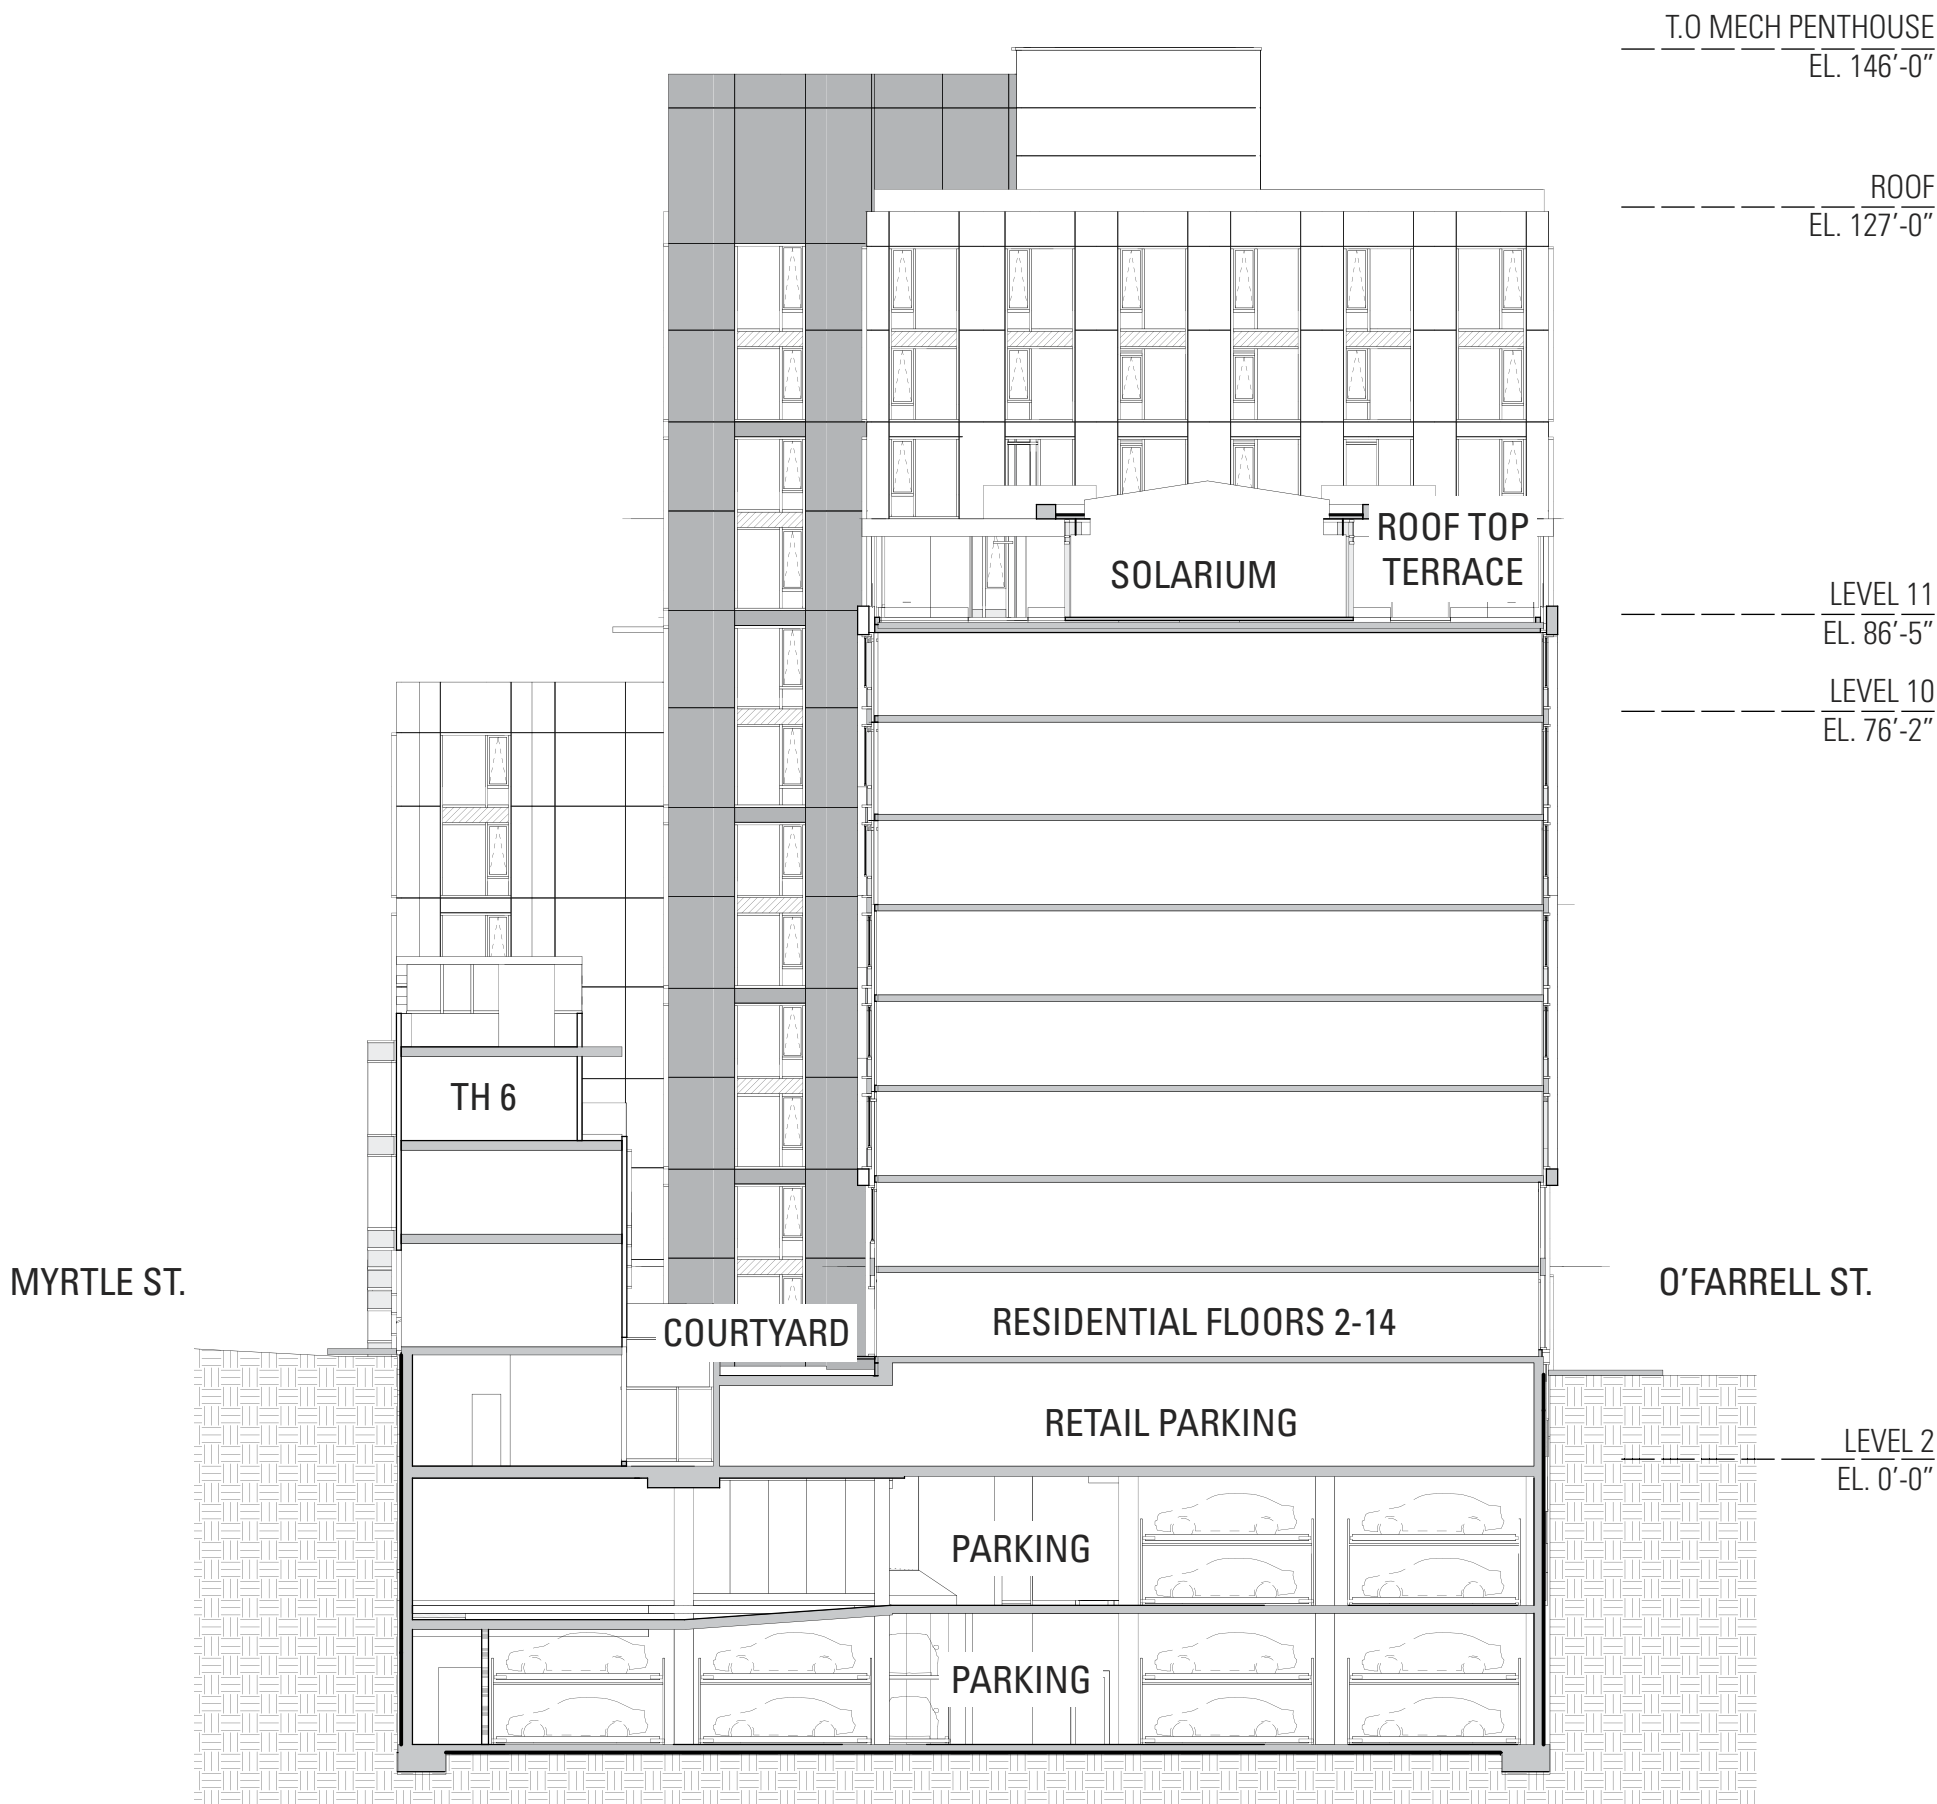 T.O MECH PENTHOUSE
EL. 146’-0”
ROOF
EL. 127’-0”
ROOF TOP
TERRACE
SOLARIUM
LEVEL 11
EL. 86’-5”
LEVEL 10
EL. 76’-2”
TH 6
MYRTLE ST.
O’FARRELL ST.
COURTYARD
RESIDENTIAL FLOORS 2-14
RETAIL PARKING
LEVEL 2
EL. 0’-0”
PARKING
PARKING